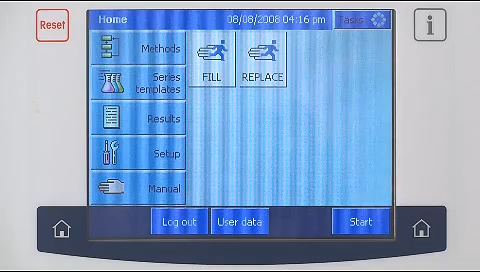 Reset
Home
08/08/2008 04:16 pm
Tasks
i
Methods
FILL
REPLACE
Series
templates
Results
Setup
Manual
Log out
User data
Start